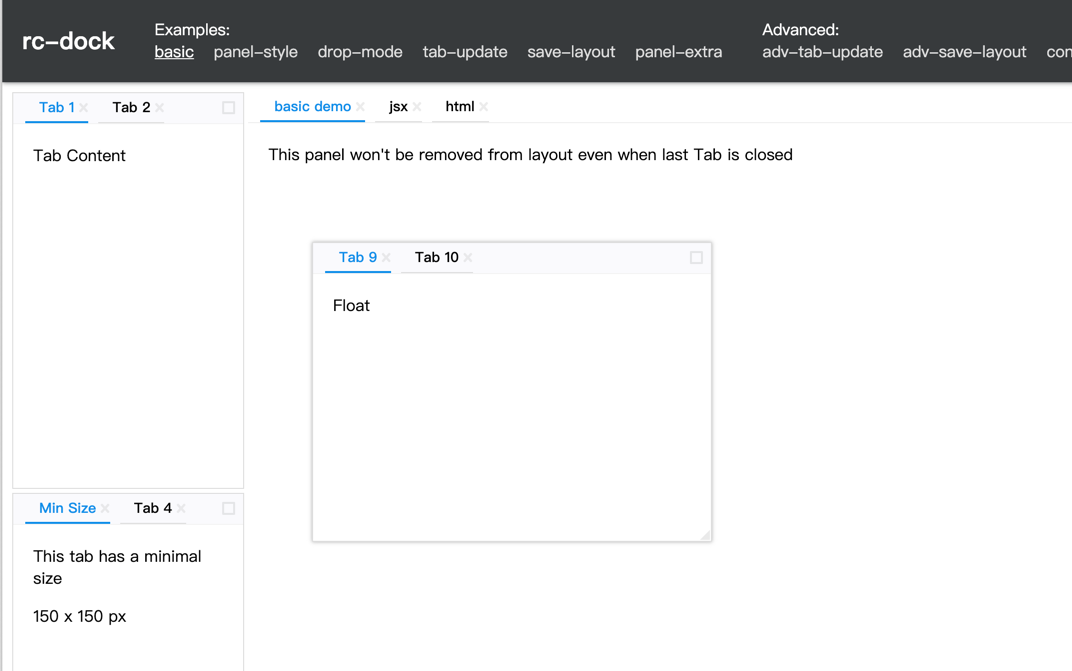 rc-dock
Examples:
basic panel-style drop-mode tab-update save-layout panel-extra
Advanced:
adv-tab-update adv-save-layout con
Tab 1 Tab 2
Tab Content
basic demo jsx html
This panel won't be removed from layout even when last Tab is closed
Tab 9 Tab 10
Float
Min Size Tab 4
This tab has a minimal
size
150 x 150 px